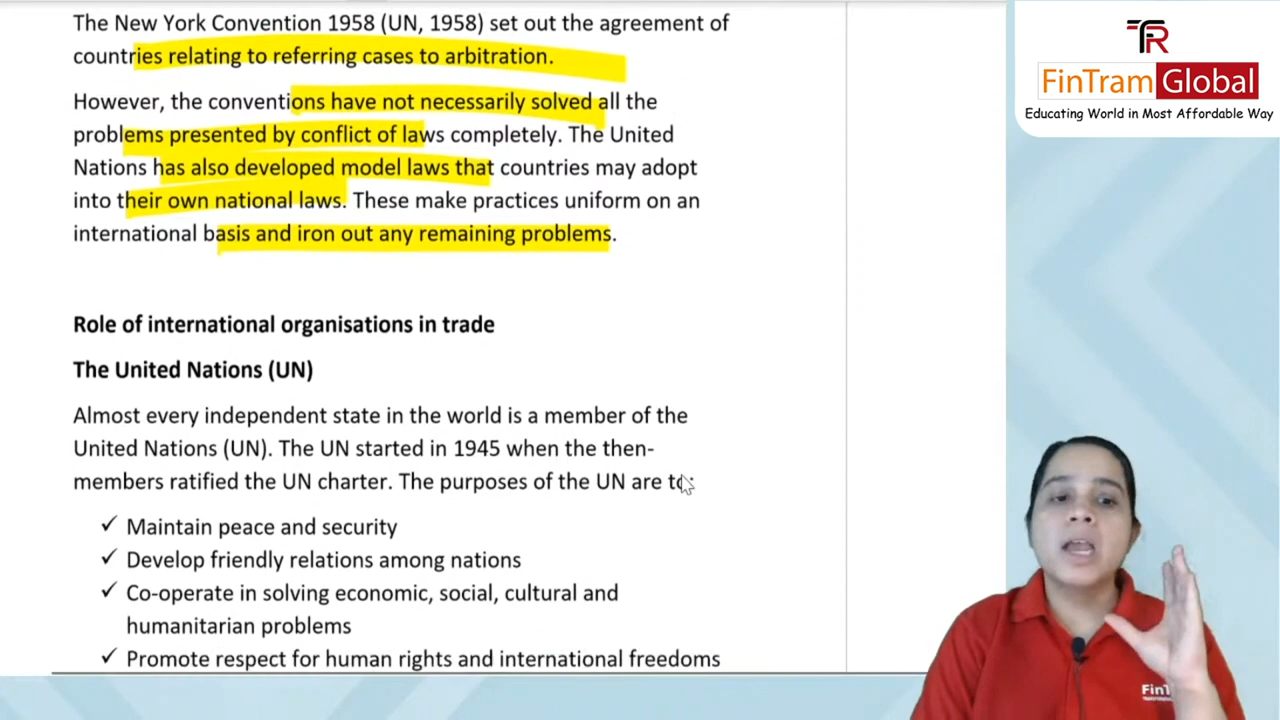 The New York Convention 1958 (UN, 1958) set out the agreement of
countries relating to referring cases to arbitration.
However, the conventions have not necessarily solved all the
problems presented by conflict of laws completely. The United
Nations has also developed model laws that countries may adopt
into their own national laws. These make practices uniform on an
international basis and iron out any remaining problems.
Role of international organisations in trade
The United Nations (UN)
Almost every independent state in the world is a member of the
United Nations (UN). The UN started in 1945 when the then-
members ratified the UN charter. The purposes of the UN are to:
✓ Maintain peace and security
✓ Develop friendly relations among nations
✓ Co-operate in solving economic, social, cultural and
humanitarian problems
✓ Promote respect for human rights and international freedoms
FinTram Global
Educating World in Most Affordable Way